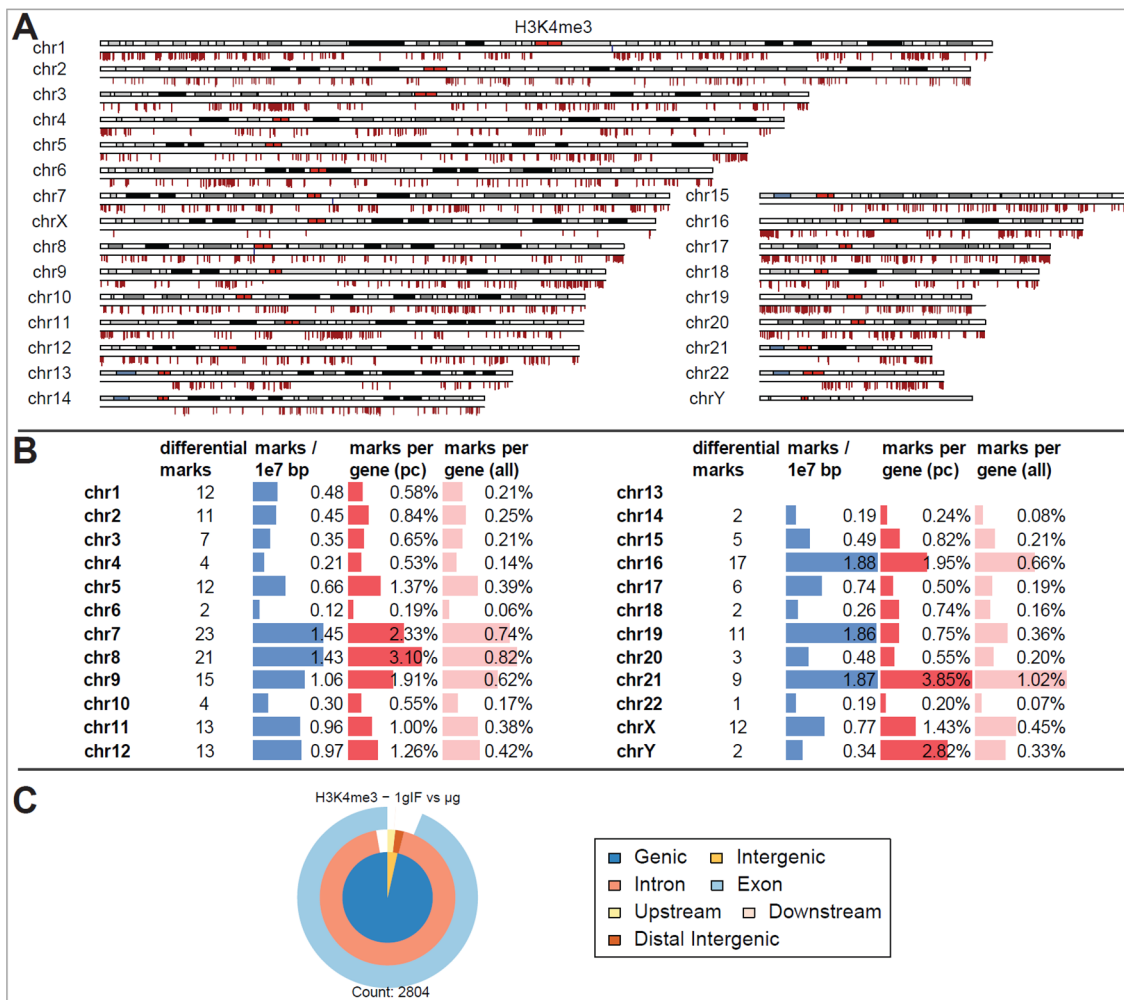 A
H3K4me3
chr1
chr2
chr3
chr4
chr5
chr6
chr7
chrX
chr8
chr9
chr10
chr11
chr12
chr13
chr14
chr15
chr16
chr17
chr18
chr19
chr20
chr21
chr22
chrY
B
differential marks / marks per marks per
marks 1e7 bp gene (pc) gene (all)
chr1 12 0.48 0.58% 0.21%
chr2 11 0.45 0.84% 0.25%
chr3 7 0.35 0.65% 0.21%
chr4 4 0.21 0.53% 0.14%
chr5 12 0.66 1.37% 0.39%
chr6 2 0.12 0.19% 0.06%
chr7 23 1.45 2.33% 0.74%
chr8 21 1.43 3.10% 0.82%
chr9 15 1.06 1.91% 0.62%
chr10 4 0.30 0.55% 0.17%
chr11 13 0.96 1.00% 0.38%
chr12 13 0.97 1.26% 0.42%
differential marks / marks per marks per
marks 1e7 bp gene (pc) gene (all)
chr13
chr14 2 0.19 0.24% 0.08%
chr15 5 0.49 0.82% 0.21%
chr16 17 1.88 1.95% 0.66%
chr17 6 0.74 0.50% 0.19%
chr18 2 0.26 0.74% 0.16%
chr19 11 1.86 0.75% 0.36%
chr20 3 0.48 0.55% 0.20%
chr21 9 1.87 3.85% 1.02%
chr22 1 0.19 0.20% 0.07%
chrX 12 0.77 1.43% 0.45%
chrY 2 0.34 2.82% 0.33%
C
H3K4me3 − 1gIF vs µg
Count: 2804
Genic Intergenic
Intron Exon
Upstream Downstream
Distal Intergenic